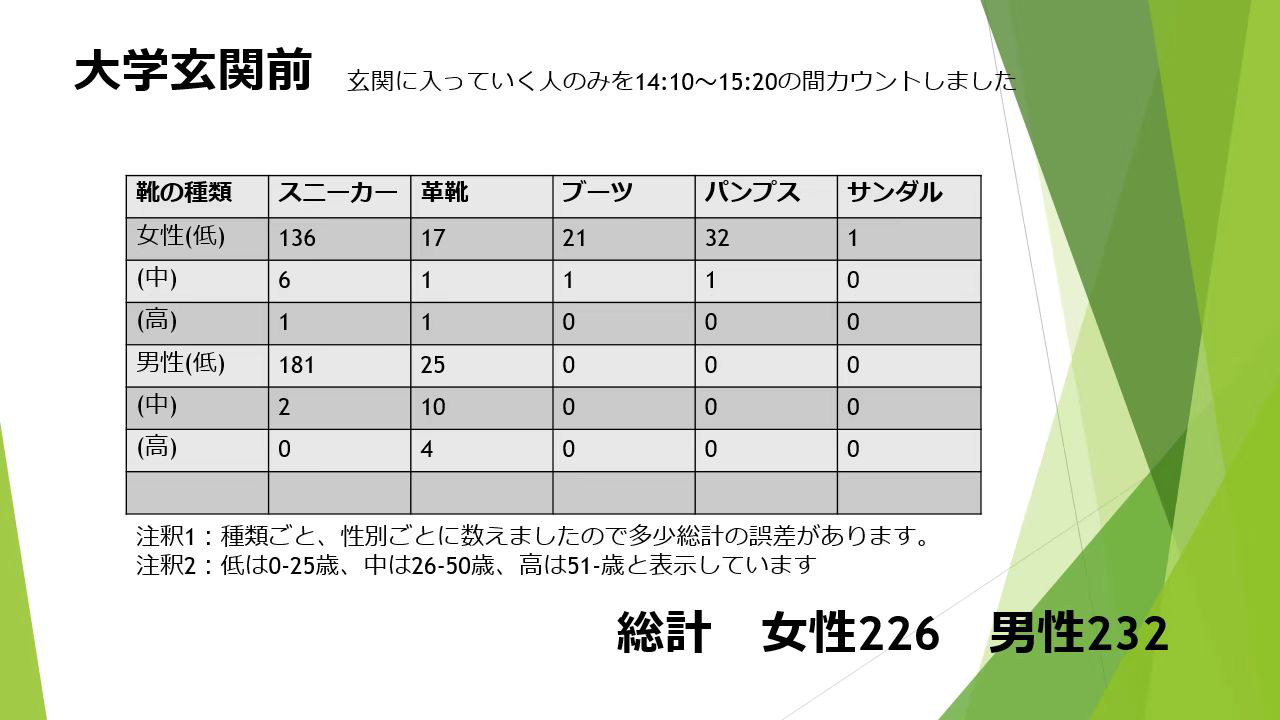 大学玄関前 玄関に入っていく人のみを14:10～15:20の間カウントしました
靴の種類 スニーカー 革靴 ブーツ パンプス サンダル
女性(低) 136 17 21 32 1
(中) 6 1 1 1 0
(高) 1 1 0 0 0
男性(低) 181 25 0 0 0
(中) 2 10 0 0 0
(高) 0 4 0 0 0
注釈1：種類ごと、性別ごとに数えましたので多少総計の誤差があります。
注釈2：低は0-25歳、中は26-50歳、高は51-歳と表示しています
総計 女性226 男性232